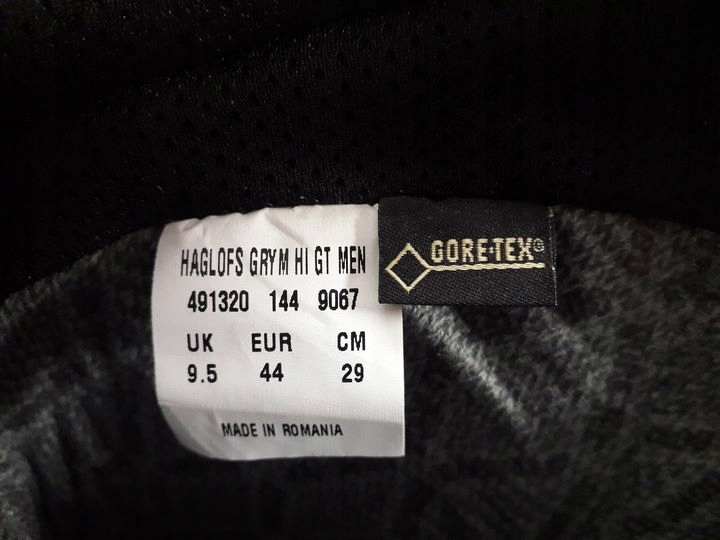 HAGLOFS GRYM HI GT MEN
491320 144 9067
UK EUR CM
9.5 44 29
MADE IN ROMANIA
GORE-TEX®